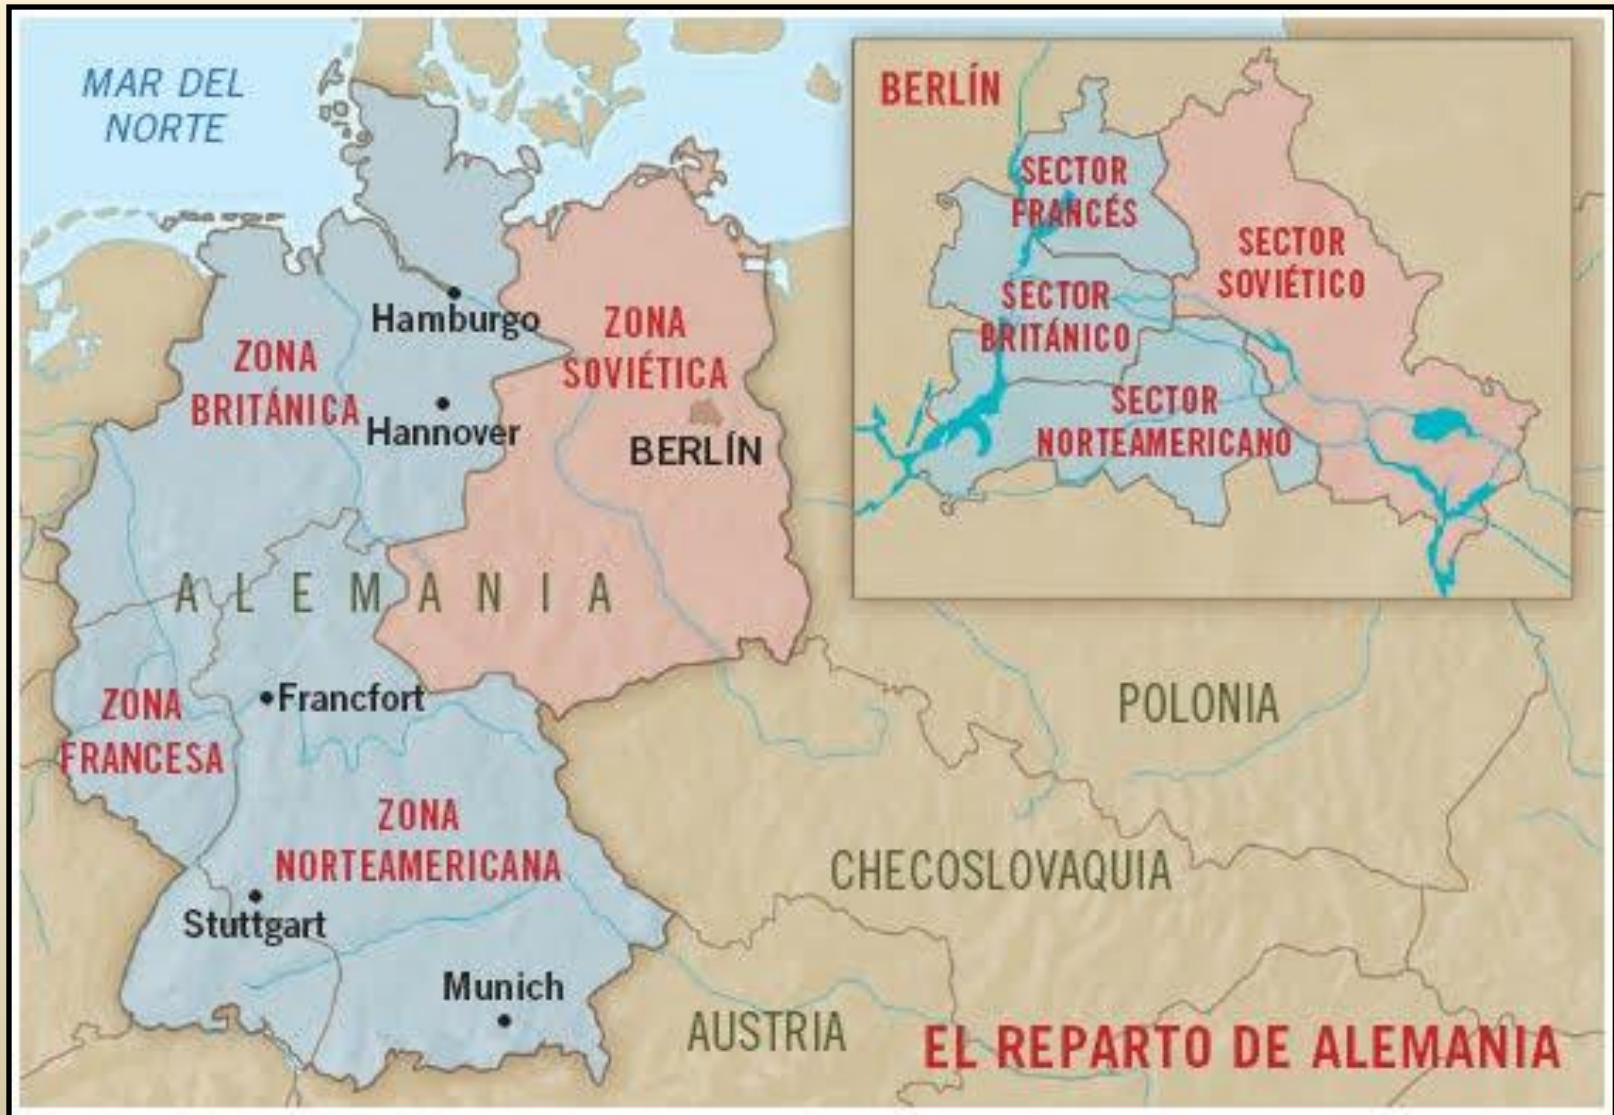 MAR DEL
NORTE
Hamburgo
ZONA
BRITÁNICA
Hannover
ZONA
SOVIÉTICA
BERLÍN
ALEMANIA
ZONA
FRANCESA
Francfort
ZONA
NORTEAMERICANA
Stuttgart
Munich
BERLÍN
SECTOR
FRANCÉS
SECTOR
SOVIÉTICO
SECTOR
BRITÁNICO
SECTOR
NORTEAMERICANO
POLONIA
CHECOSLOVAQUIA
AUSTRIA
EL REPARTO DE ALEMANIA